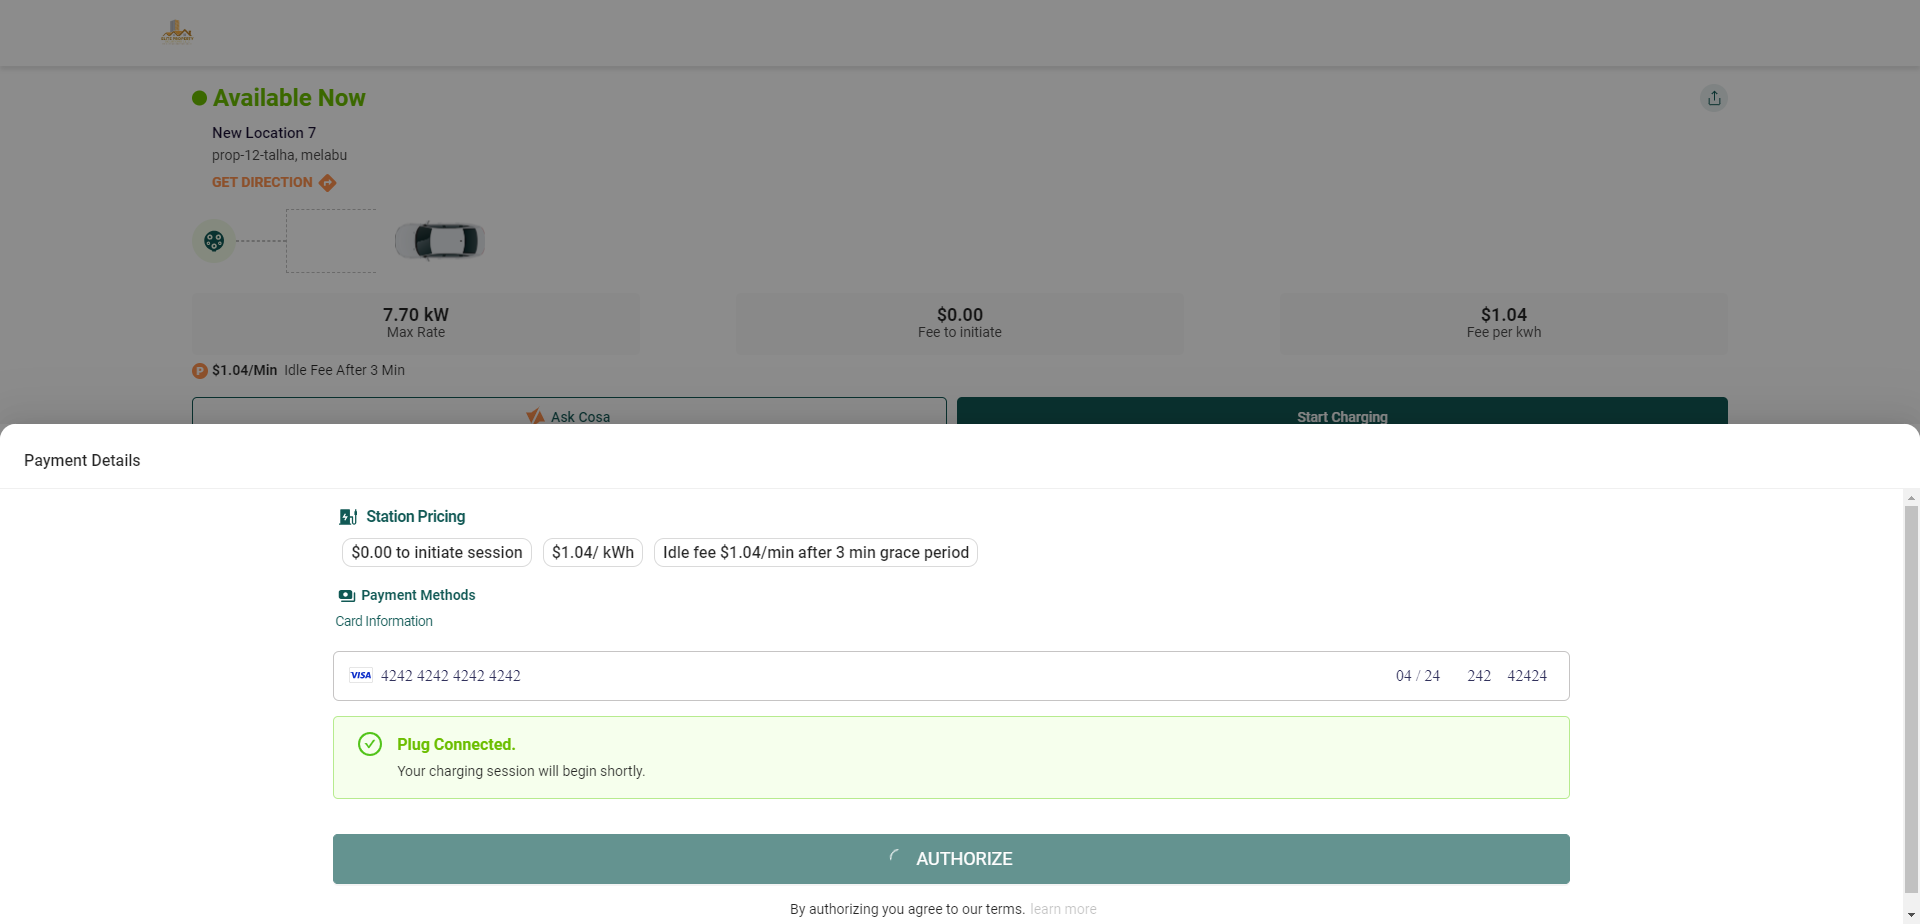 Available Now
New Location 7
prop-12-talha, melabu
GET DIRECTION
7.70 kW
Max Rate
$0.00
Fee to initiate
$1.04
Fee per kwh
P $1.04/Min Idle Fee After 3 Min
Ask Cosa
Start Charging
Payment Details
Station Pricing
$0.00 to initiate session
$1.04/ kWh
Idle fee $1.04/min after 3 min grace period
Payment Methods
Card Information
VISA 4242 4242 4242 4242 04 / 24 242 42424
Plug Connected.
Your charging session will begin shortly.
AUTHORIZE
By authorizing you agree to our terms. learn more